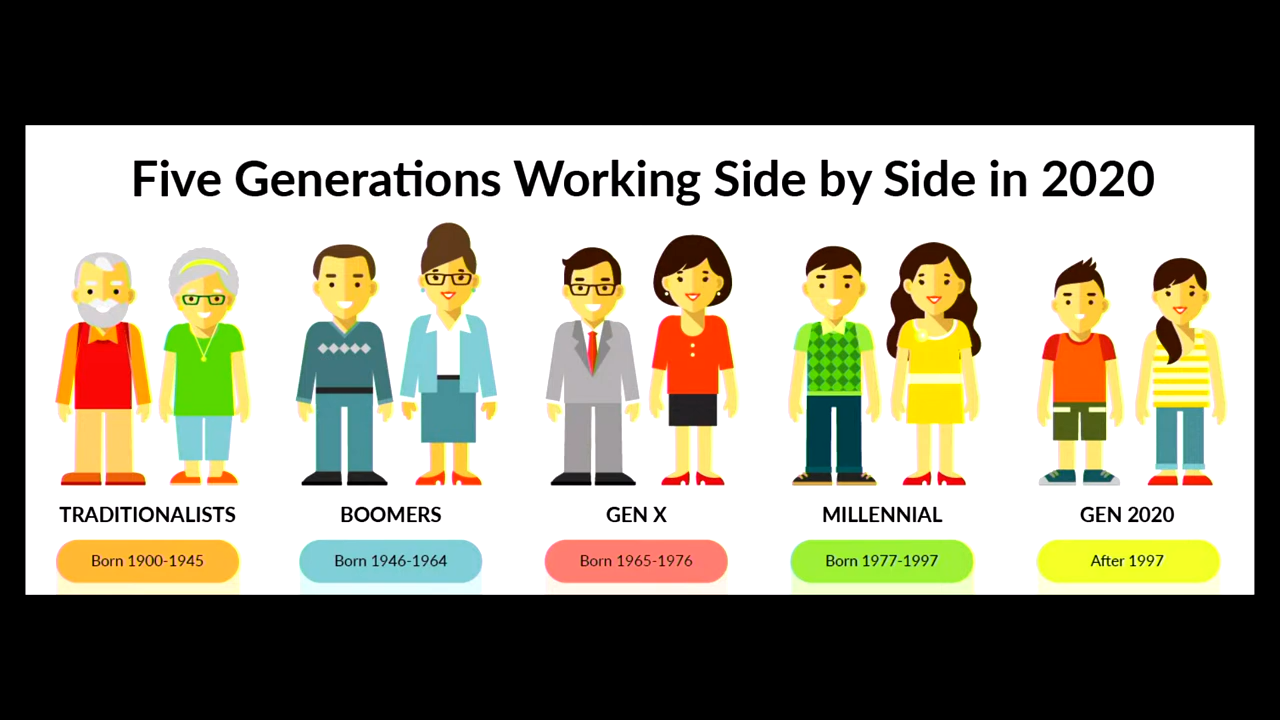 Five Generations Working Side by Side in 2020
TRADITIONALISTS
BOOMERS
GEN X
MILLENNIAL
GEN 2020
Born 1900-1945
Born 1946-1964
Born 1965-1976
Born 1977-1997
After 1997